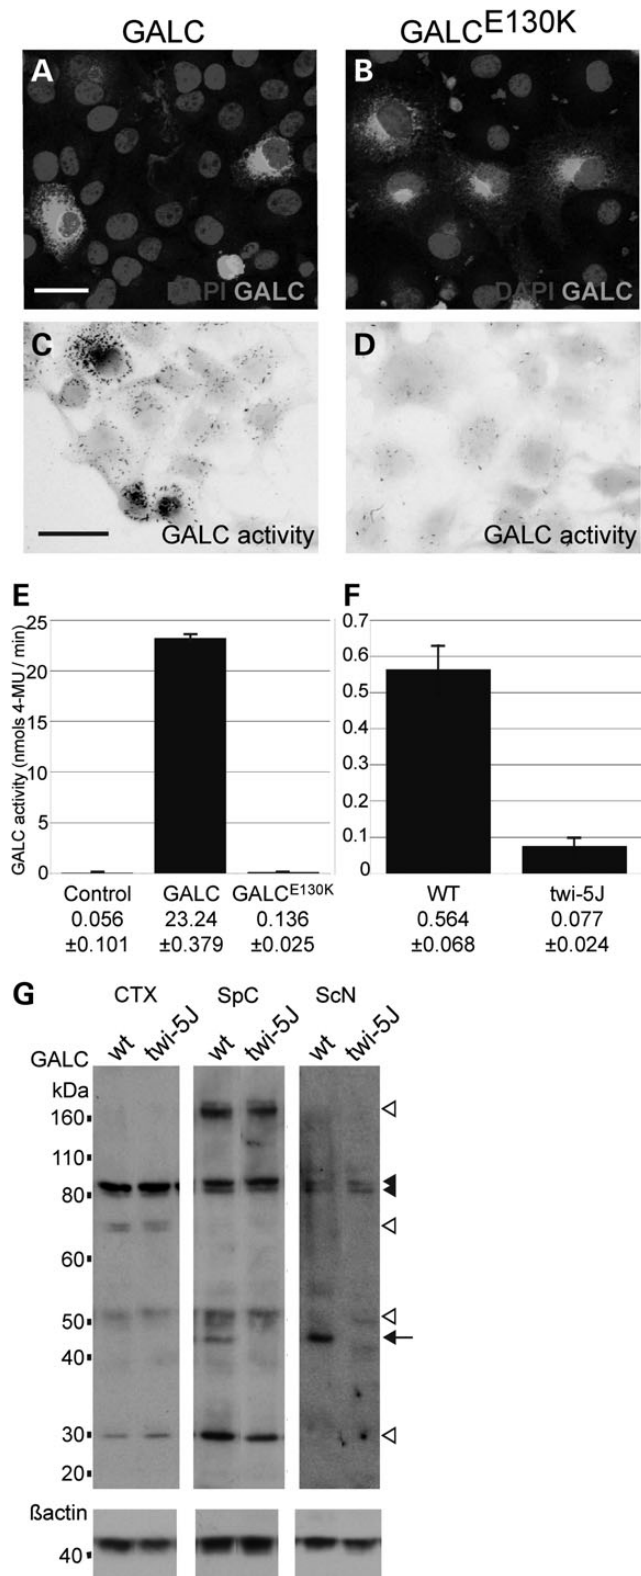 GALC GALCE130K
A B
DAPI GALC DAPI GALC
C D
GALC activity GALC activity
E F
GALC activity (nmols 4-MU / min)
25
20
15
10
5
0
0.7
0.6
0.5
0.4
0.3
0.2
0.1
0
Control GALC GALCE130K WT twi-5J
0.056 23.24 0.136 0.564 0.077
±0.101 ±0.379 ±0.025 ±0.068 ±0.024
G CTX SpC ScN
wt twi-5J wt twi-5J wt twi-5J
GALC
kDa
160
110
80
60
50
40
30
20
ßactin
40